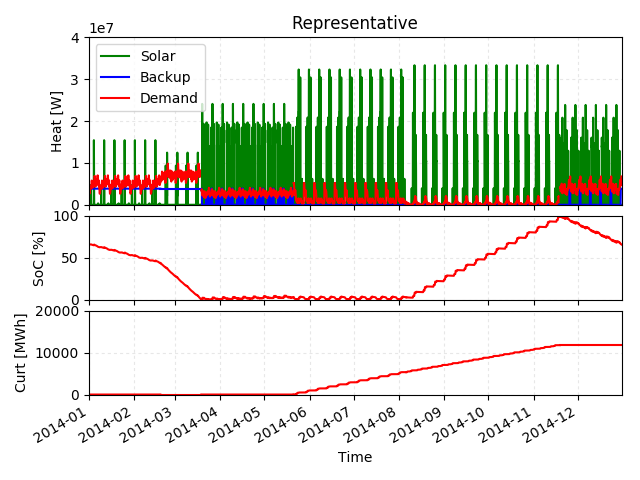 Representative
1e7
Solar
Backup
Demand
Heat [W]
4
3
2
1
0
SoC [%]
100
50
0
Curt [MWh]
20000
10000
0
2014-01 2014-02 2014-03 2014-04 2014-05 2014-06 2014-07 2014-08 2014-09 2014-10 2014-11 2014-12
Time